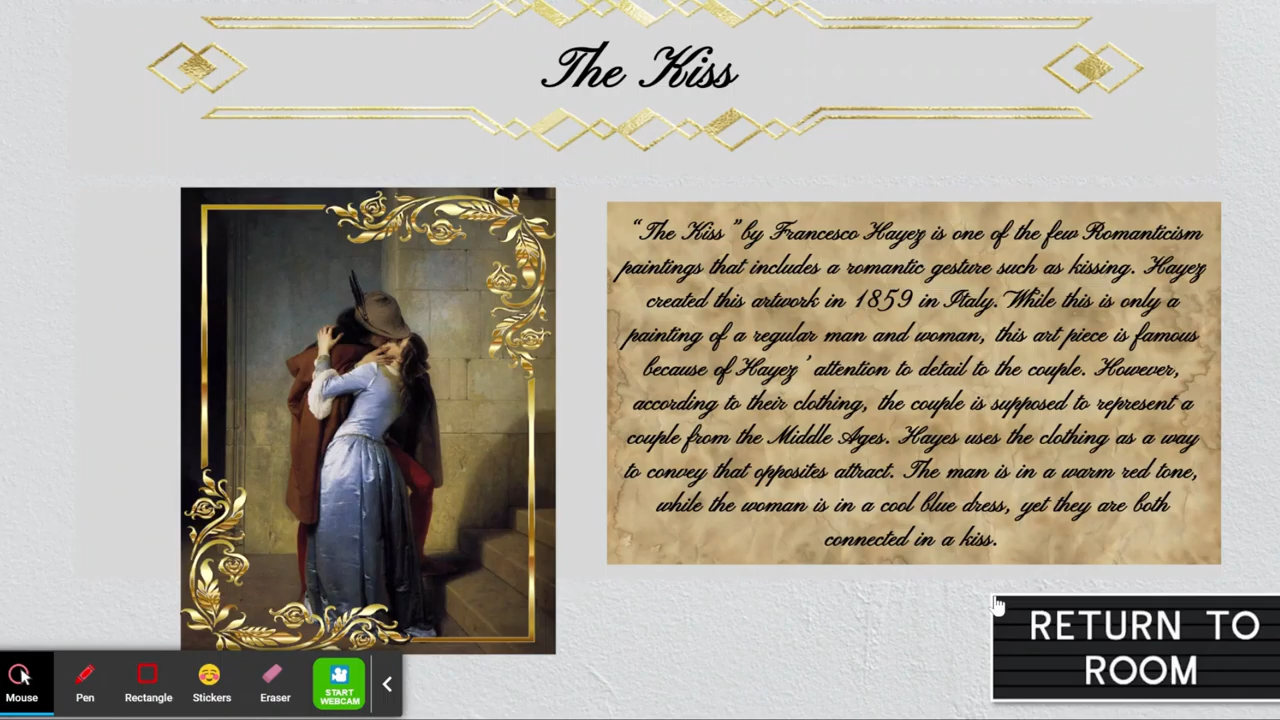 The Kiss
“The Kiss ”by Francesco Hayez is one of the few Romanticism
paintings that includes a romantic gesture such as kissing. Hayez
created this artwork in 1859 in Italy. While this is only a
painting of a regular man and woman, this art piece is famous
because of Hayez ’ attention to detail to the couple. However,
according to their clothing, the couple is supposed to represent a
couple from the Middle Ages. Hayes uses the clothing as a way
to convey that opposites attract. The man is in a warm red tone,
while the woman is in a cool blue dress, yet they are both
connected in a kiss.
RETURN TO
ROOM
Mouse
Pen
Rectangle
Stickers
Eraser
START
WEBCAM